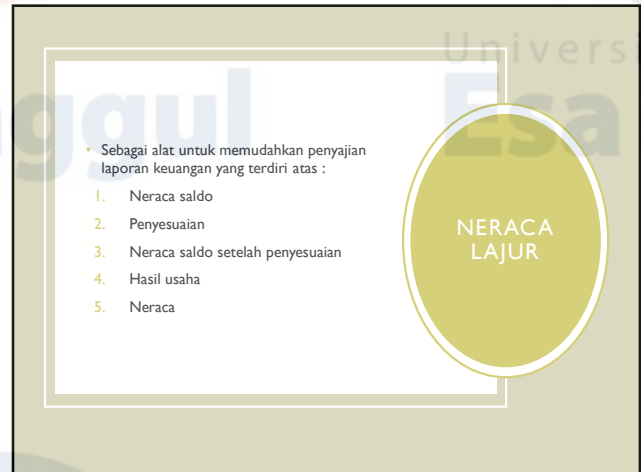 Univers
nggul
Esa
• Sebagai alat untuk memudahkan penyajian
laporan keuangan yang terdiri atas :
1. Neraca saldo
2. Penyesuaian
3. Neraca saldo setelah penyesuaian
4. Hasil usaha
5. Neraca
NERACA
LAJUR